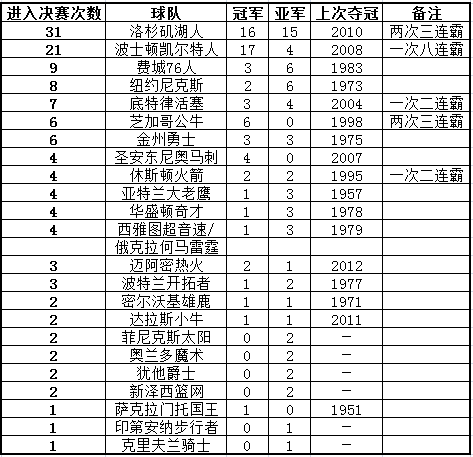 进入决赛次数 球队 冠军 亚军 上次夺冠 备注
31 洛杉矶湖人 16 15 2010 两次三连霸
21 波士顿凯尔特人 17 4 2008 一次八连霸
9 费城76人 3 6 1983
8 纽约尼克斯 2 6 1973
7 底特律活塞 3 4 2004 一次二连霸
6 芝加哥公牛 6 0 1998 两次三连霸
6 金州勇士 3 3 1975
4 圣安东尼奥马刺 4 0 2007
4 休斯顿火箭 2 2 1995 一次二连霸
4 亚特兰大老鹰 1 3 1957
4 华盛顿奇才 1 3 1978
4 西雅图超音速/ 1 3 1979
俄克拉何马雷霆
3 迈阿密热火 2 1 2012
3 波特兰开拓者 1 2 1977
2 密尔沃基雄鹿 1 1 1971
2 达拉斯小牛 1 1 2011
2 菲尼克斯太阳 0 2 —
2 奥兰多魔术 0 2 —
2 犹他爵士 0 2 —
2 新泽西篮网 0 2 —
1 萨克拉门托国王 1 0 1951
1 印第安纳步行者 0 1 —
1 克里夫兰骑士 0 1 —